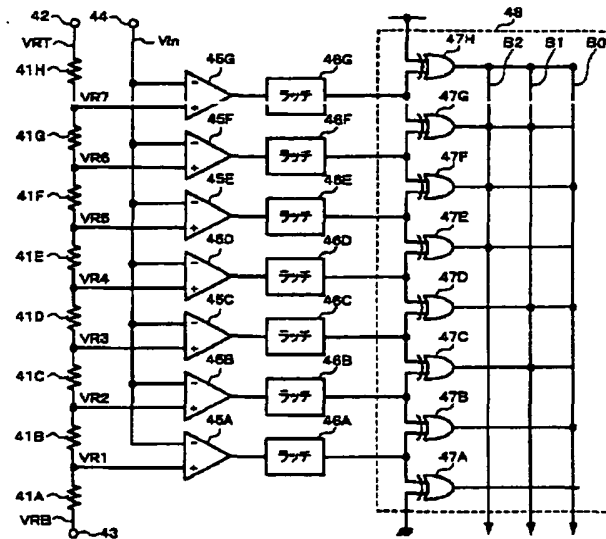 42 44 48
VRT Vin 47H B2 B1 B0
41H 45G 46G
ラッチ
VR7
47G
41G 45F 46F
ラッチ
VR6
47F
41F 45E 46E
ラッチ
VR5
47E
41E 45D 46D
ラッチ
VR4
47D
41D 45C 46C
ラッチ
VR3
47C
41C 45B 46B
ラッチ
VR2
47B
41B 45A 46A
ラッチ
VR1
47A
41A
VRB
43